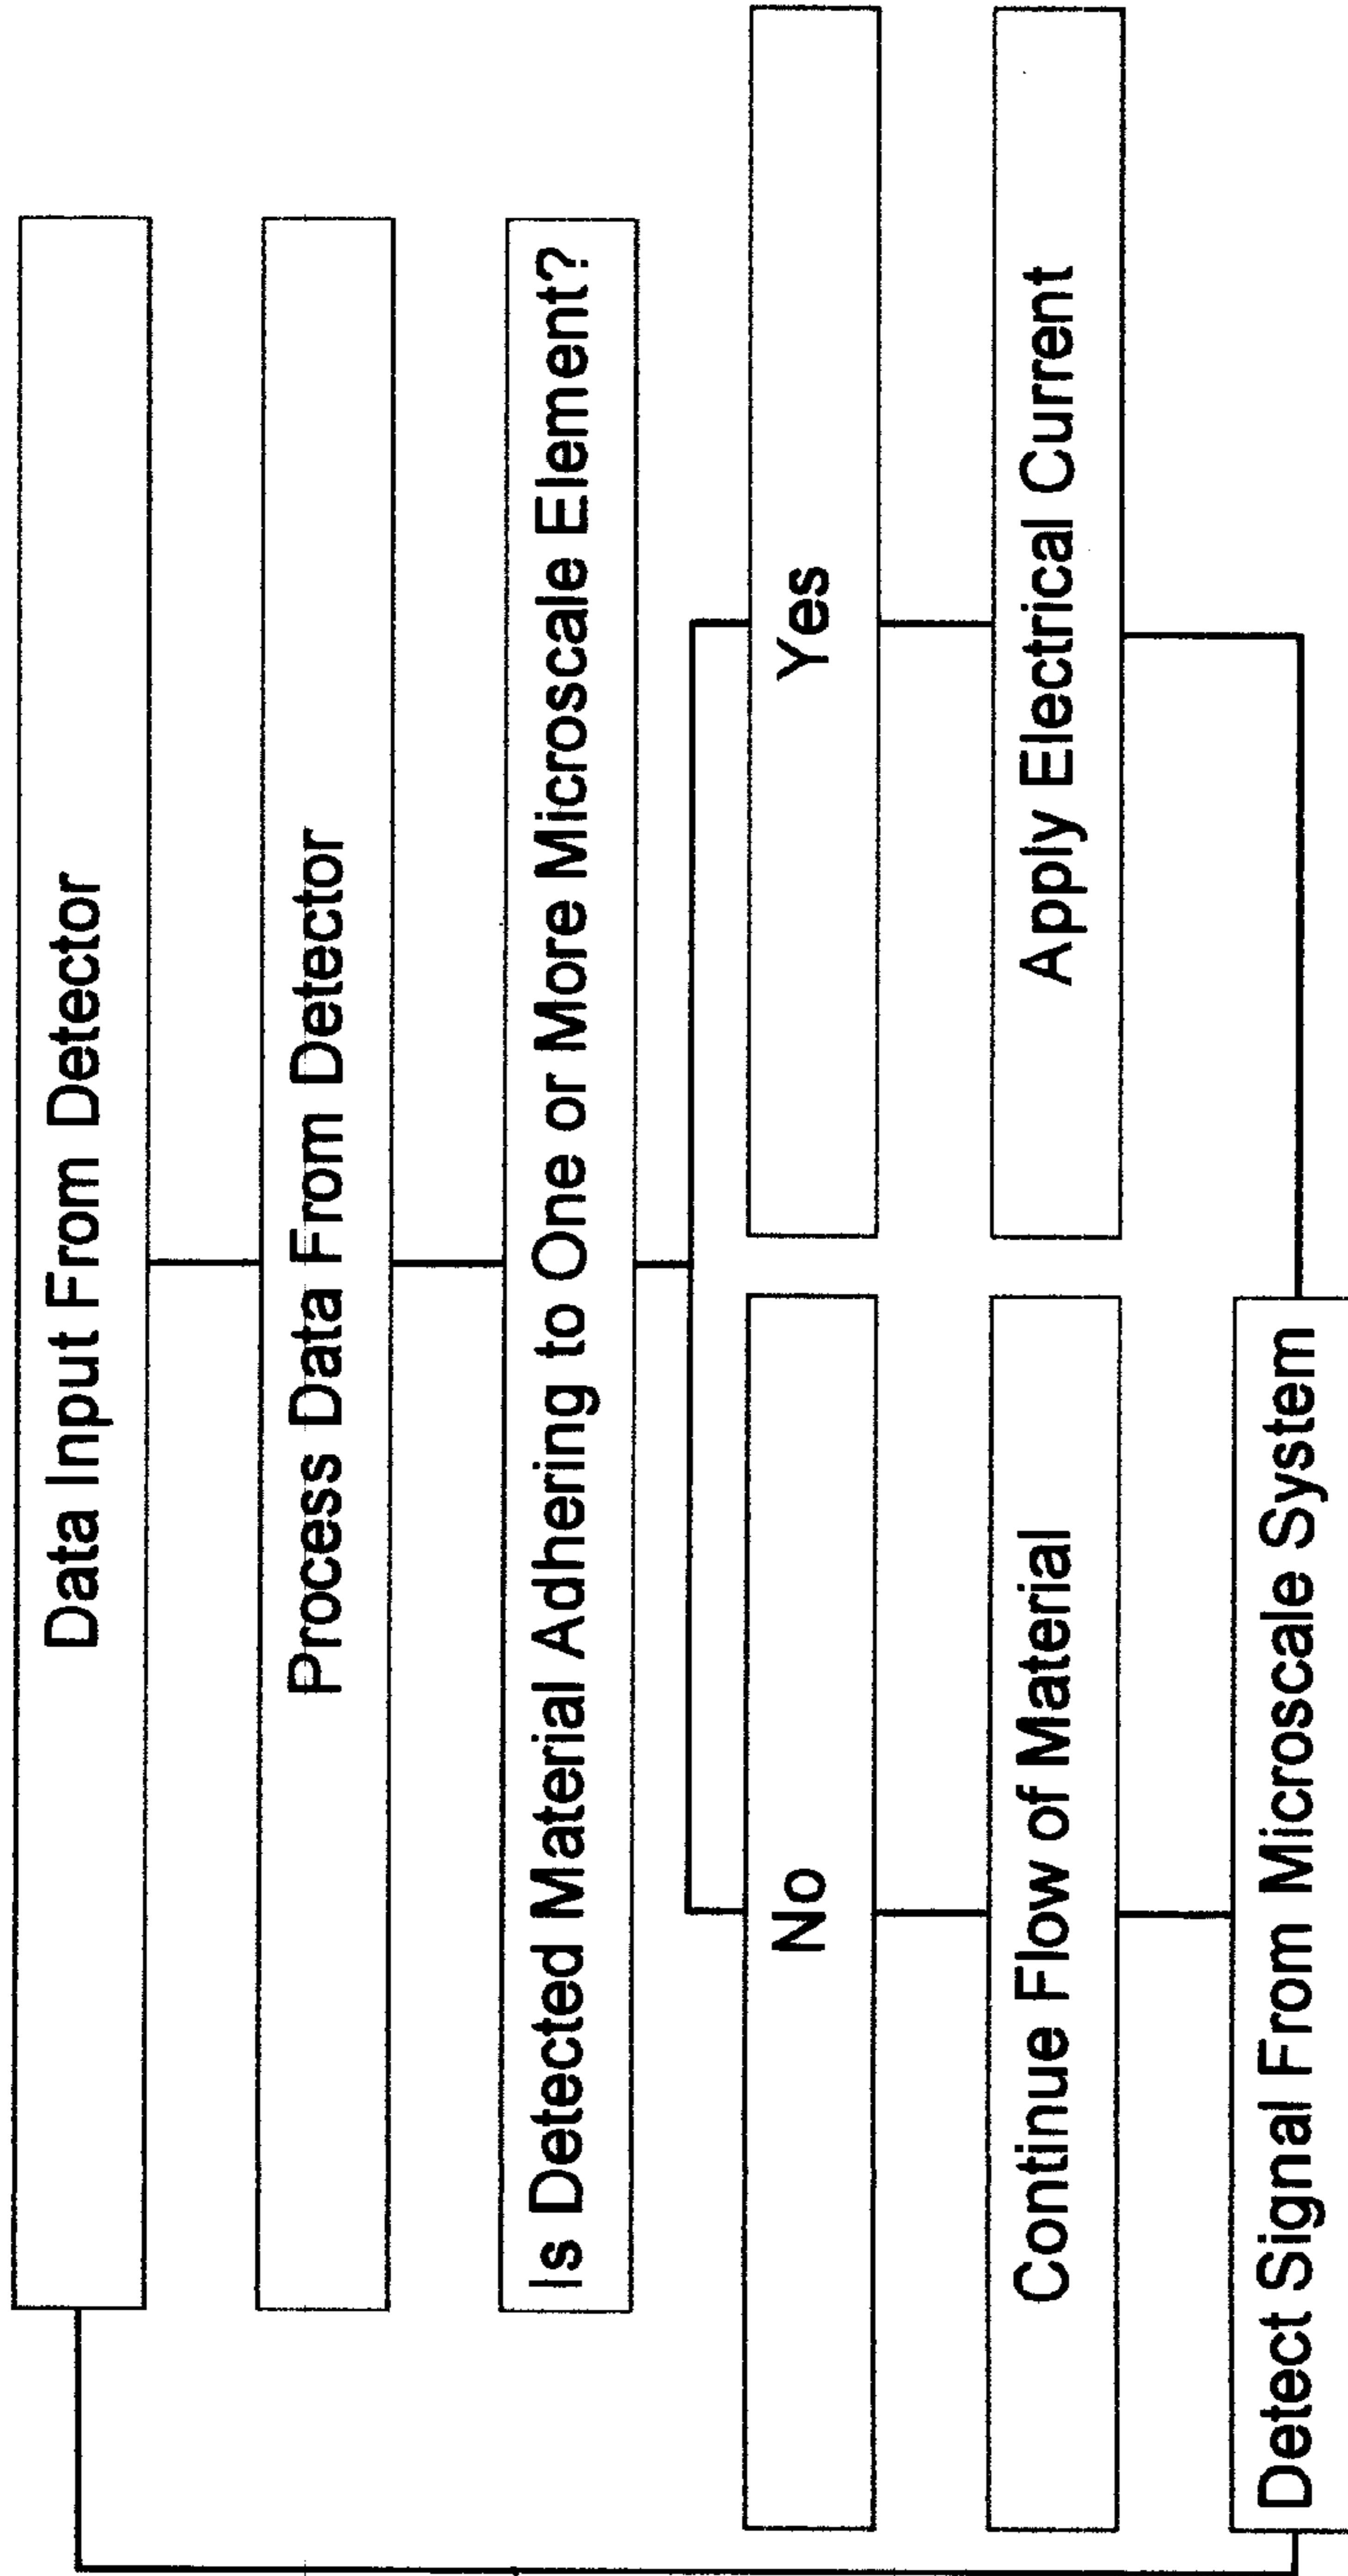 Data Input From Detector
Process Data From Detector
Is Detected Material Adhering to One or More Microscale Element?
No
Yes
Continue Flow of Material
Apply Electrical Current
Detect Signal From Microscale System